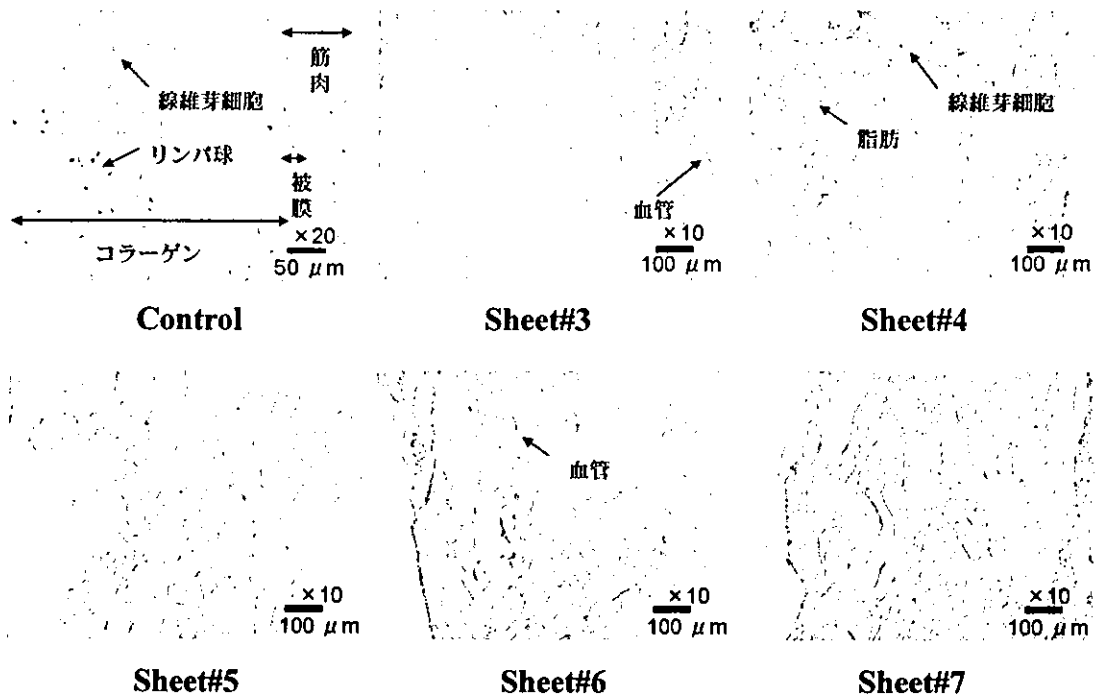 筋肉
線維芽細胞
リンパ球
被膜
コラーゲン
×20
50 μm
Control
血管
×10
100 μm
Sheet#3
線維芽細胞
脂肪
×10
100 μm
Sheet#4
×10
100 μm
Sheet#5
血管
×10
100 μm
Sheet#6
×10
100 μm
Sheet#7